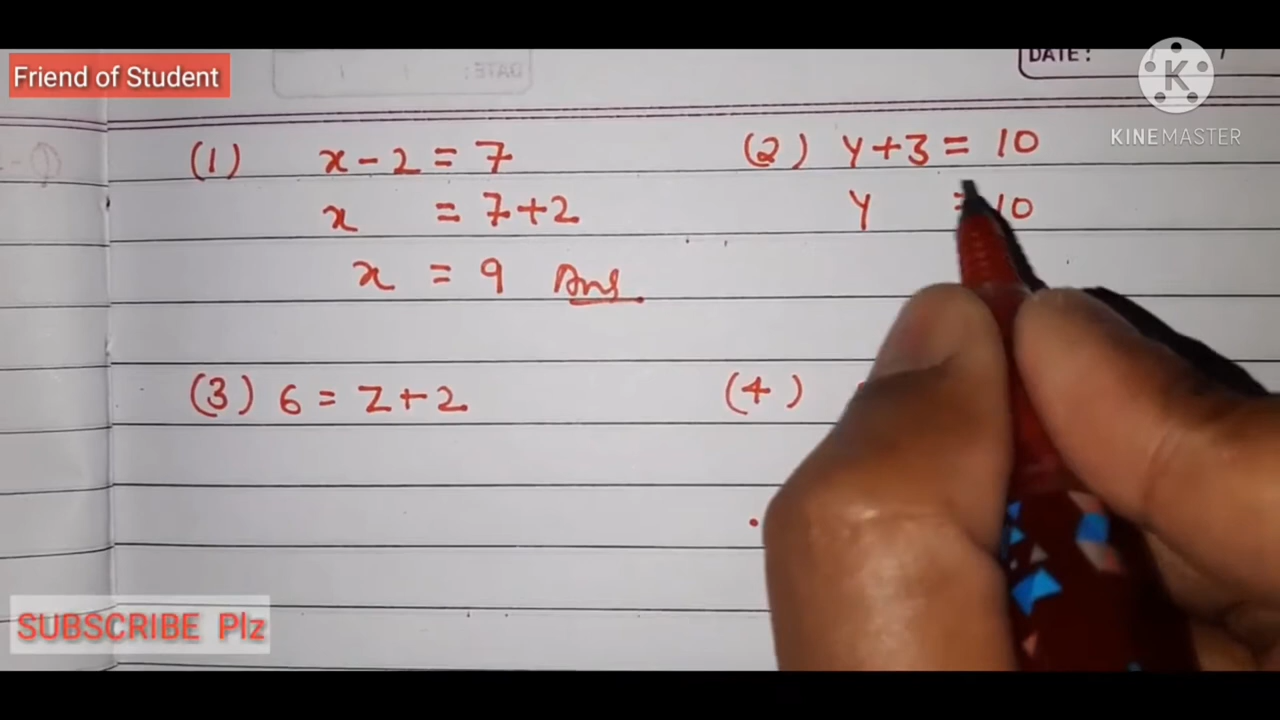 Friend of Student
DATE:
KINEMASTER
(1) x-2=7
x =7+2
x =9 Ans
(2) y+3=10
y =10
(3) 6=z+2
(4)
SUBSCRIBE Plz